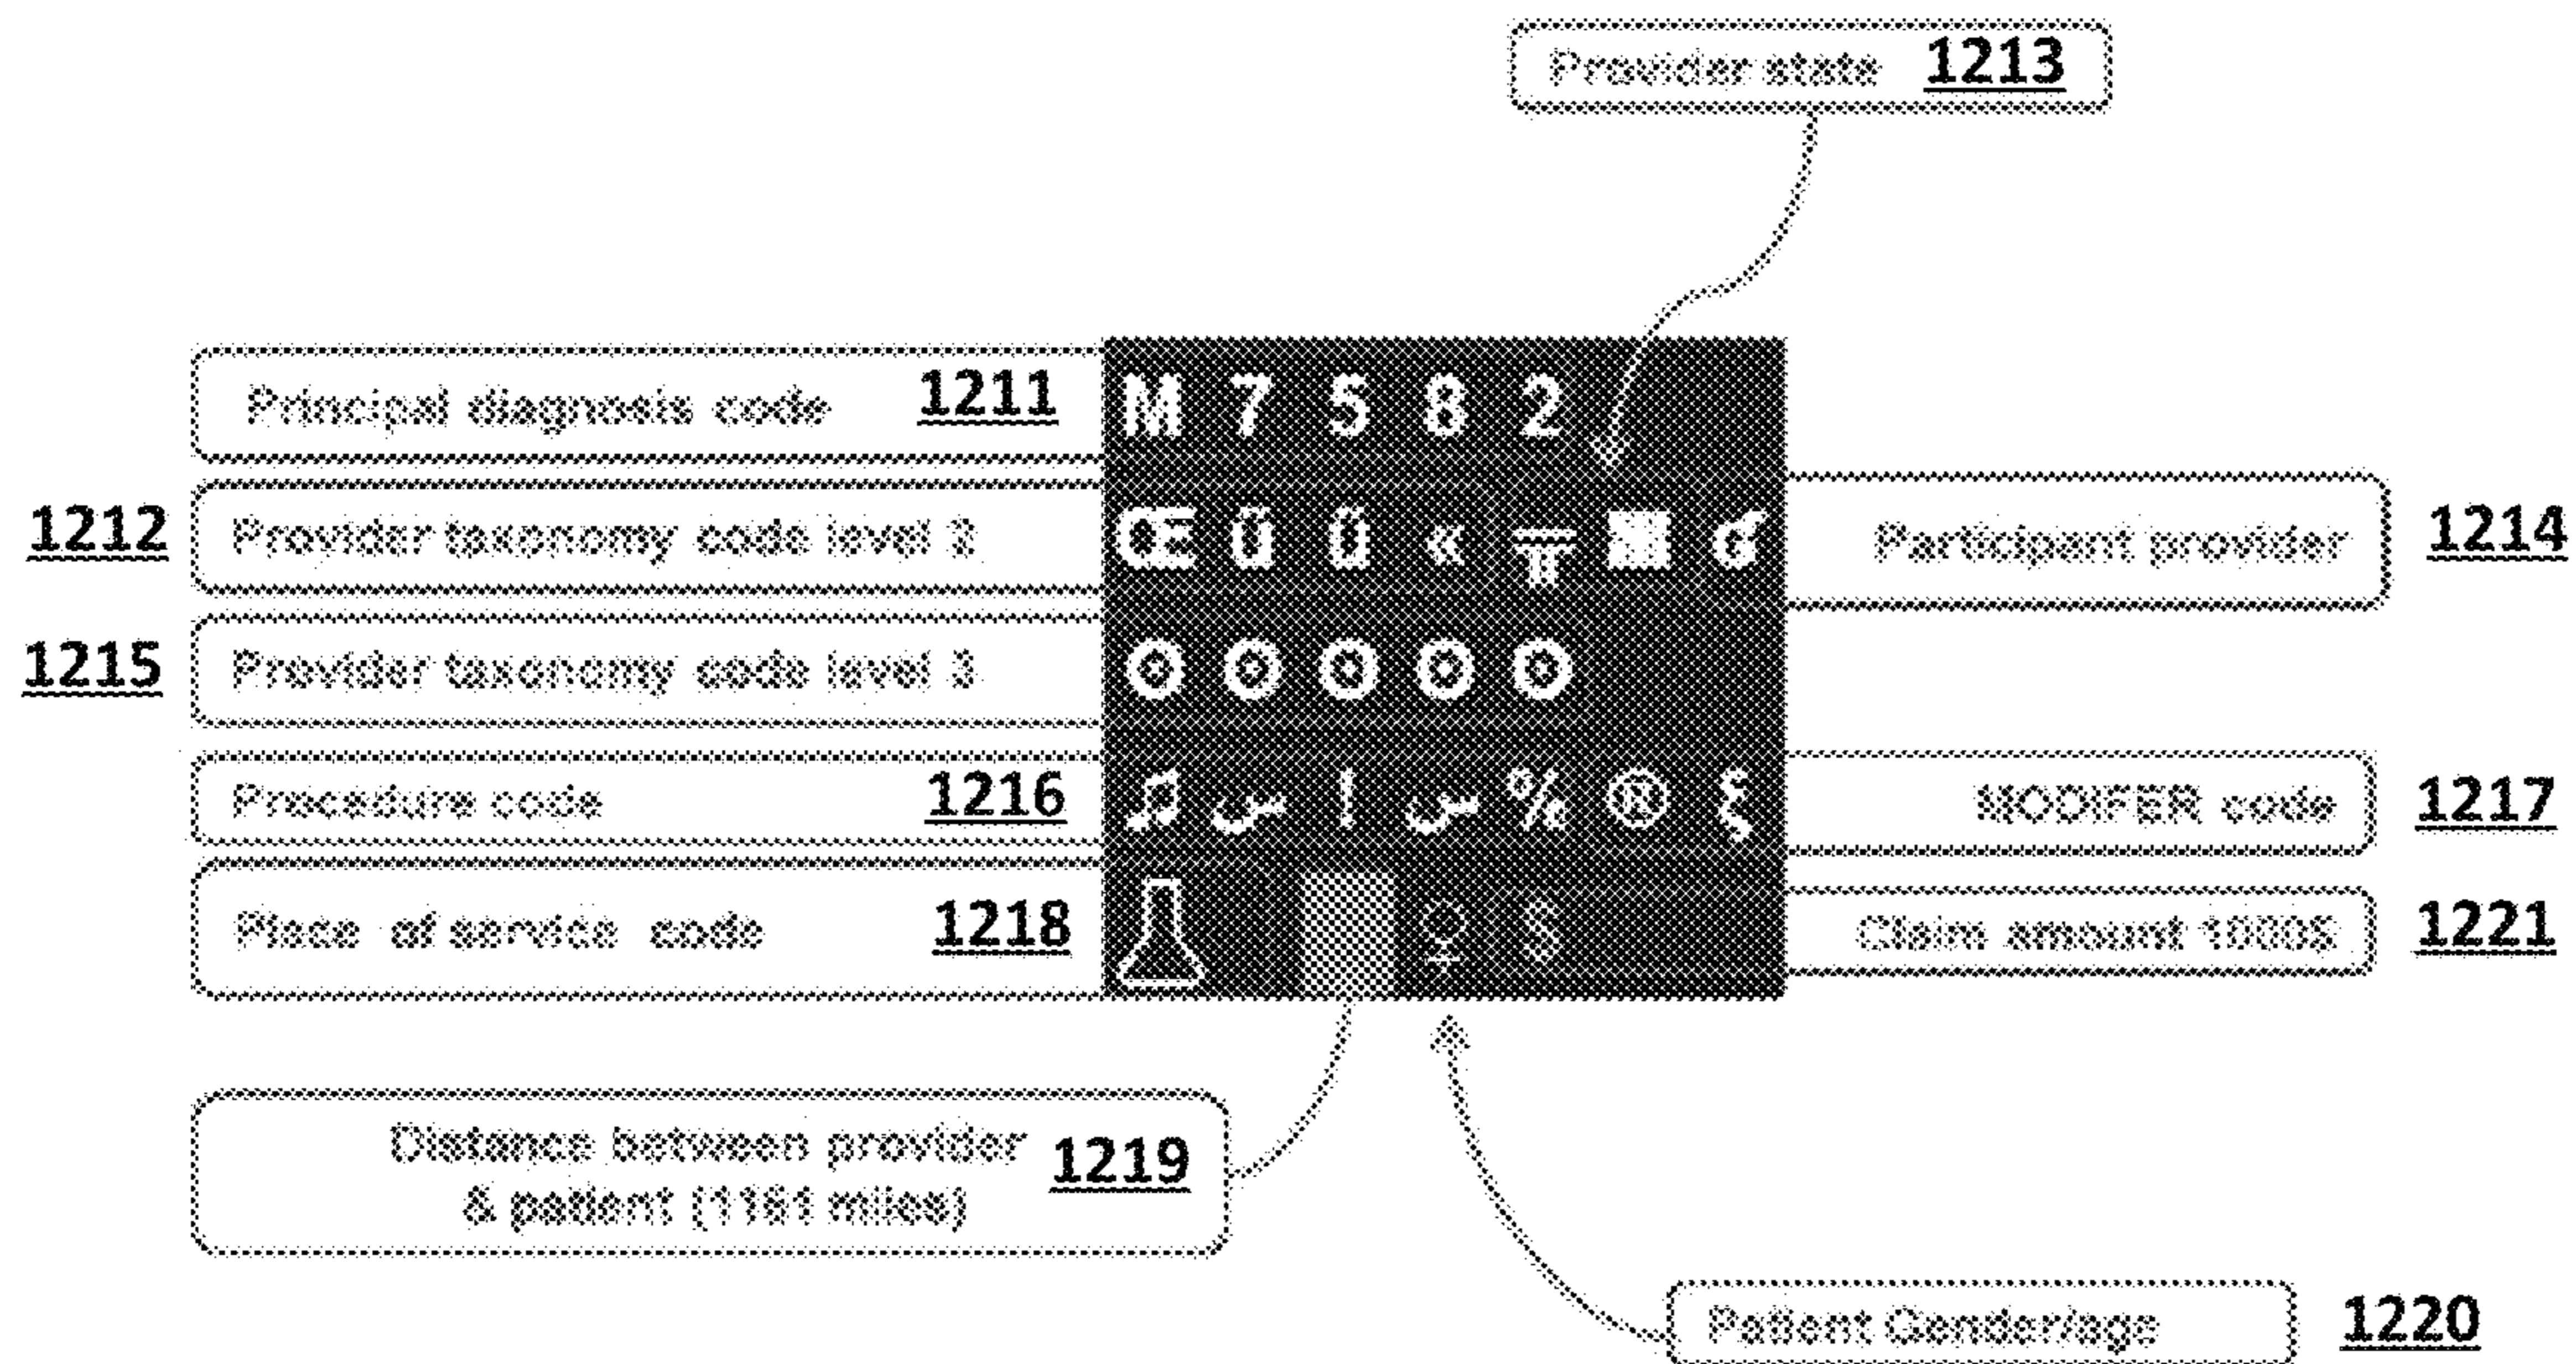 Provider state 1213
Principal diagnosis code 1211 M 7 5 8 2
1212 Provider taxonomy code level 2 Œ ü ü « ╥ ɠ Participant provider 1214
1215 Provider taxonomy code level 3 O O O O O
Procedure code 1216 ♫ س ! س % ® ξ MODIFER code 1217
Place of service code 1218 ♀ $ Claim amount 1000$ 1221
Distance between provider 1219
& patient (1161 miles)
Patient Gender/age 1220